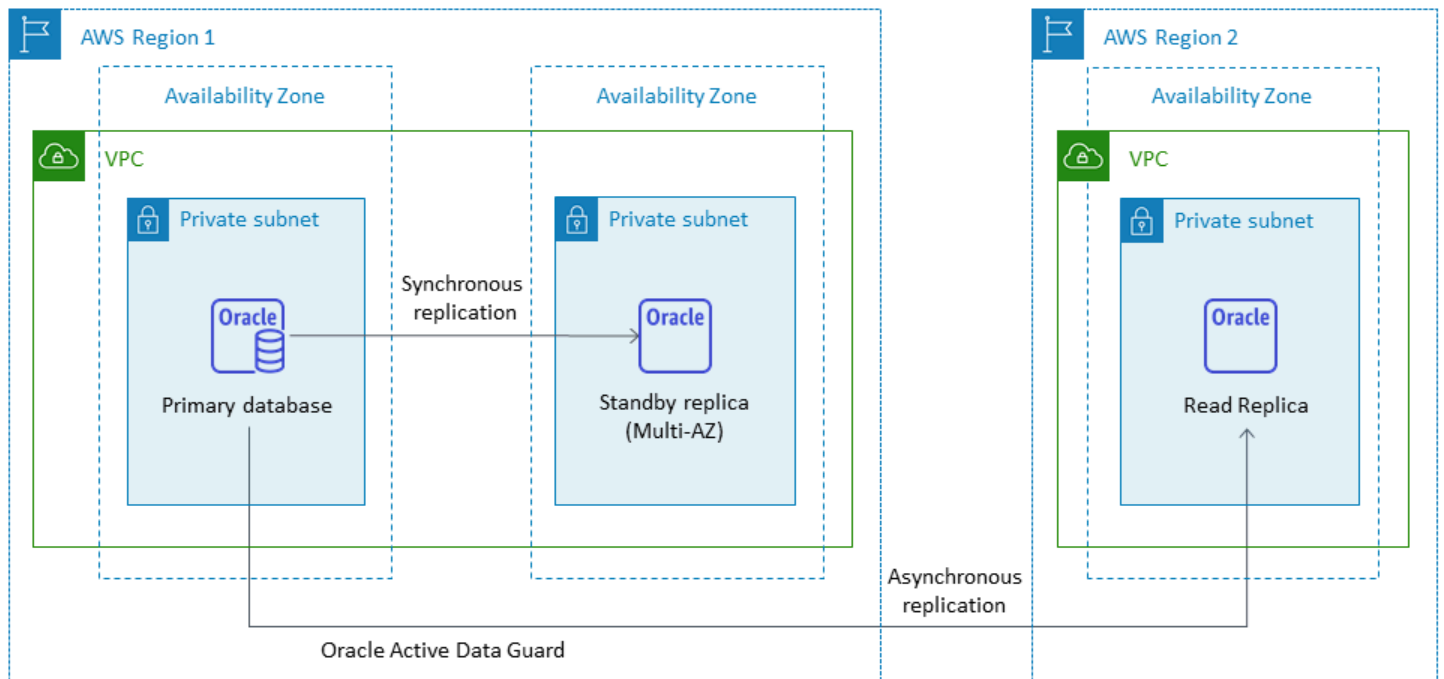 AWS Region 1
AWS Region 2
Availability Zone
Availability Zone
Availability Zone
VPC
VPC
Private subnet
Private subnet
Private subnet
Synchronous
replication
Oracle
Oracle
Oracle
Primary database
Standby replica
(Multi-AZ)
Read Replica
Asynchronous
replication
Oracle Active Data Guard